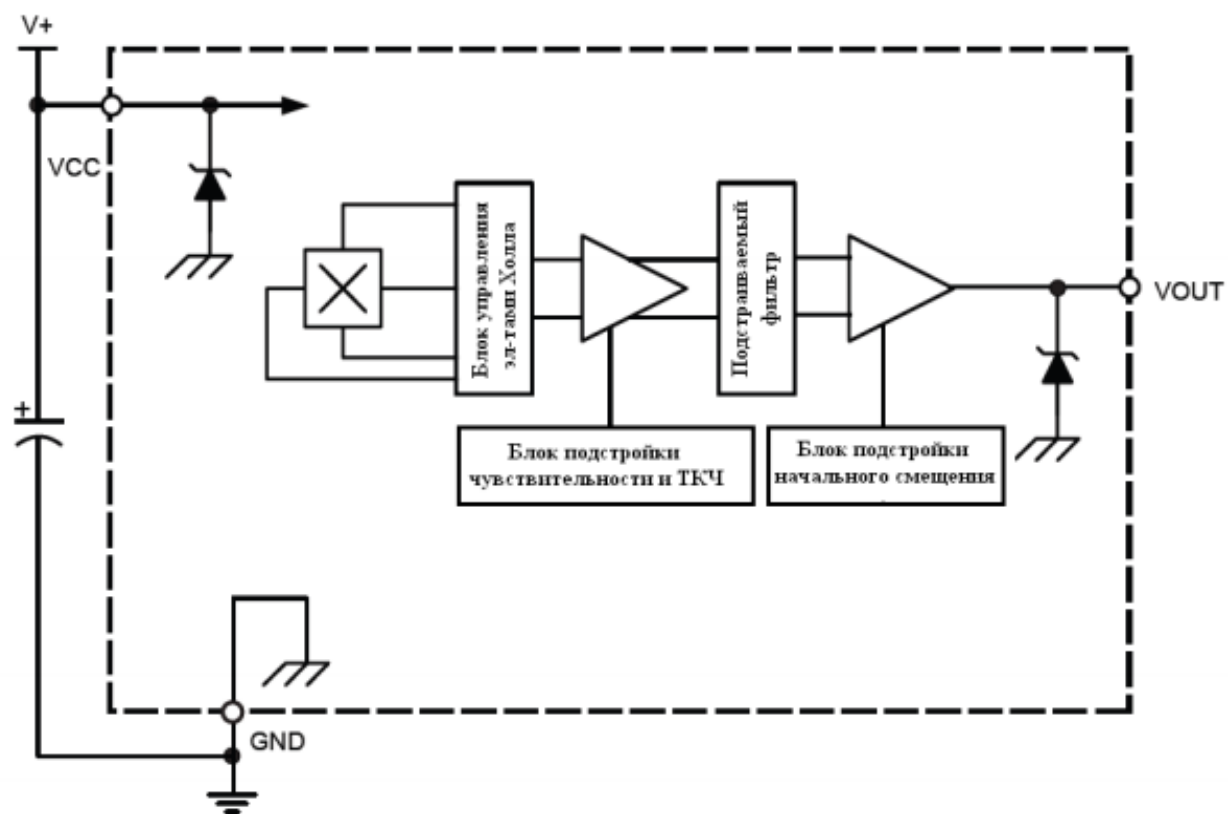 V+
VCC
Блок управления
эл-тами Холла
Подстраиваемый
фильтр
VOUT
+
Блок подстройки
чувствительности и ТКЧ
Блок подстройки
начального смещения
GND